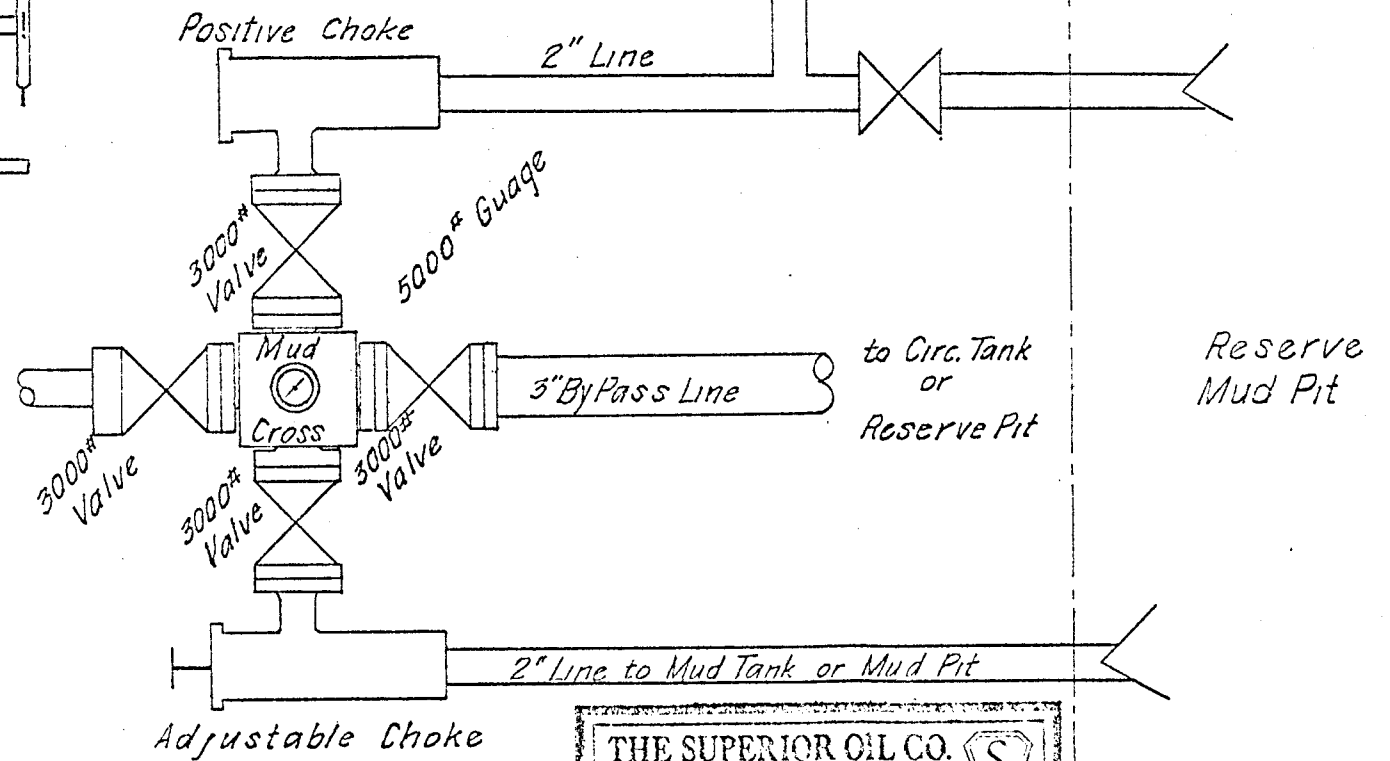 Positive Choke
2" Line
3000#
Valve
5000# Guage
Mud
Cross
3" By Pass Line
to Circ. Tank
or
Reserve Pit
Reserve
Mud Pit
3000#
Valve
3000#
Valve
3000#
Valve
2" Line to Mud Tank or Mud Pit
Adjustable Choke
THE SUPERIOR OIL CO.
S